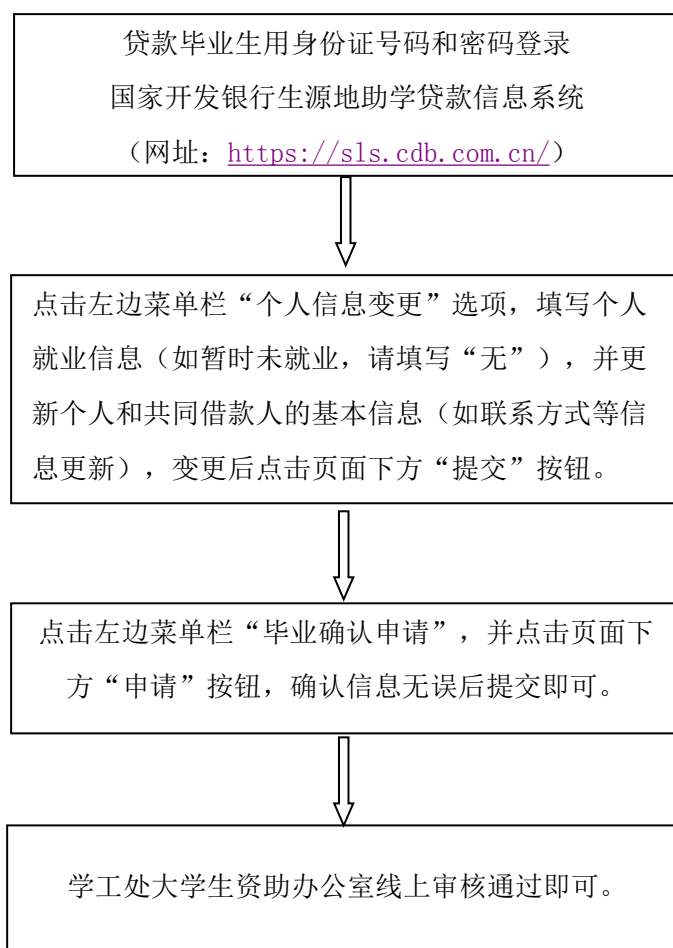 贷款毕业生用身份证号码和密码登录
国家开发银行生源地助学贷款信息系统
（网址：https://sls.cdb.com.cn/）
点击左边菜单栏“个人信息变更”选项，填写个人
就业信息（如暂时未就业，请填写“无”），并更
新个人和共同借款人的基本信息（如联系方式等信
息更新），变更后点击页面下方“提交”按钮。
点击左边菜单栏“毕业确认申请”，并点击页面下
方“申请”按钮，确认信息无误后提交即可。
学工处大学生资助办公室线上审核通过即可。